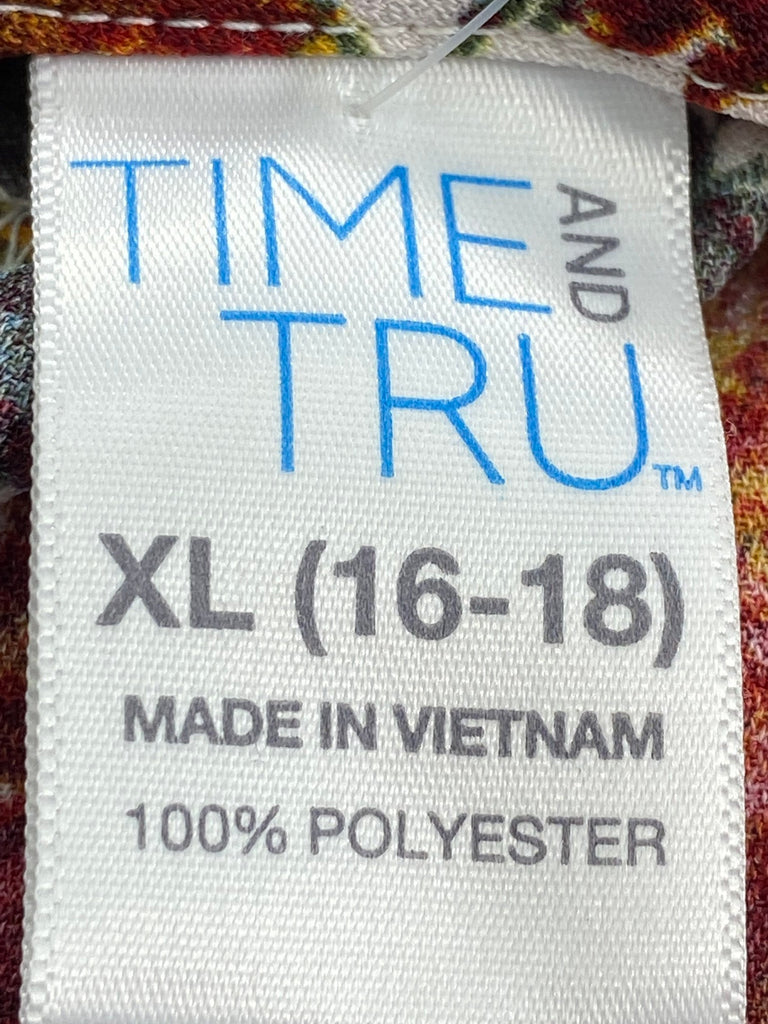 TIME AND
TRU™
XL (16-18)
MADE IN VIETNAM
100% POLYESTER